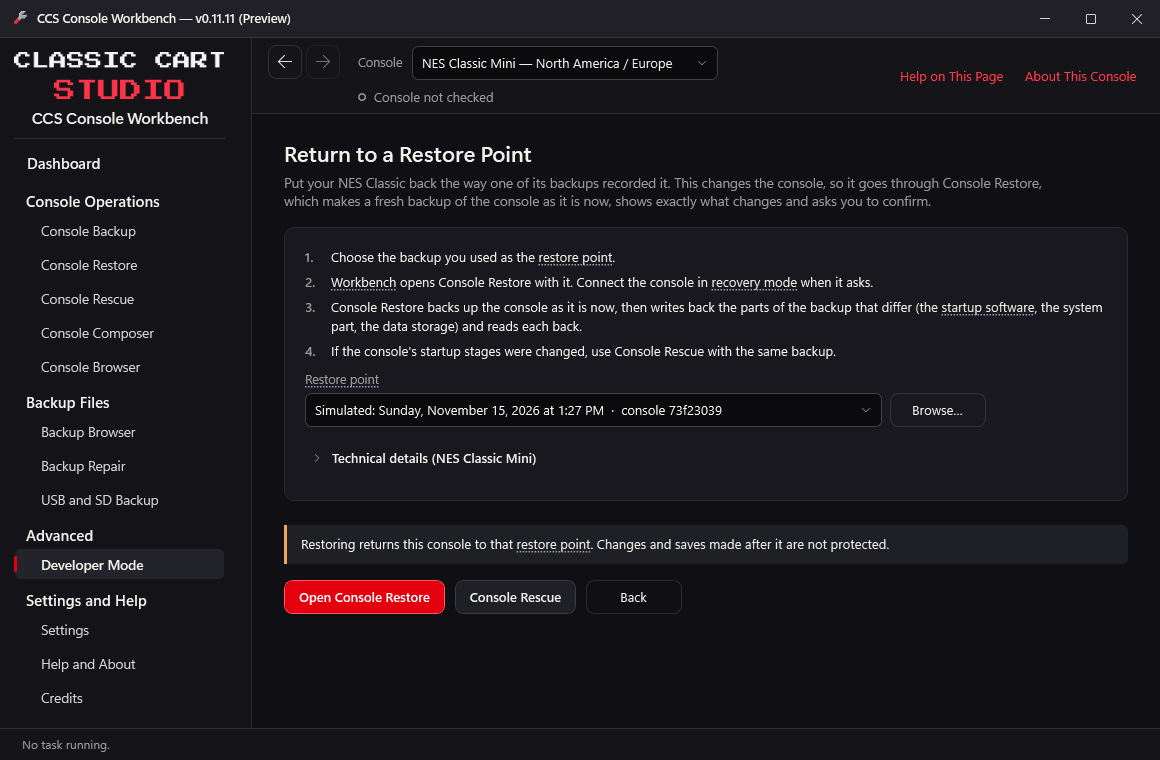 CCS Console Workbench — v0.11.11 (Preview)
CLASSIC CART
STUDIO
CCS Console Workbench
Dashboard
Console Operations
Console Backup
Console Restore
Console Rescue
Console Composer
Console Browser
Backup Files
Backup Browser
Backup Repair
USB and SD Backup
Advanced
Developer Mode
Settings and Help
Settings
Help and About
Credits
Console
NES Classic Mini — North America / Europe
Console not checked
Help on This Page
About This Console
Return to a Restore Point
Put your NES Classic back the way one of its backups recorded it. This changes the console, so it goes through Console Restore,
which makes a fresh backup of the console as it is now, shows exactly what changes and asks you to confirm.
1. Choose the backup you used as the restore point.
2. Workbench opens Console Restore with it. Connect the console in recovery mode when it asks.
3. Console Restore backs up the console as it is now, then writes back the parts of the backup that differ (the startup software, the system
part, the data storage) and reads each back.
4. If the console's startup stages were changed, use Console Rescue with the same backup.
Restore point
Simulated: Sunday, November 15, 2026 at 1:27 PM · console 73f23039
Browse...
Technical details (NES Classic Mini)
Restoring returns this console to that restore point. Changes and saves made after it are not protected.
Open Console Restore
Console Rescue
Back
No task running.